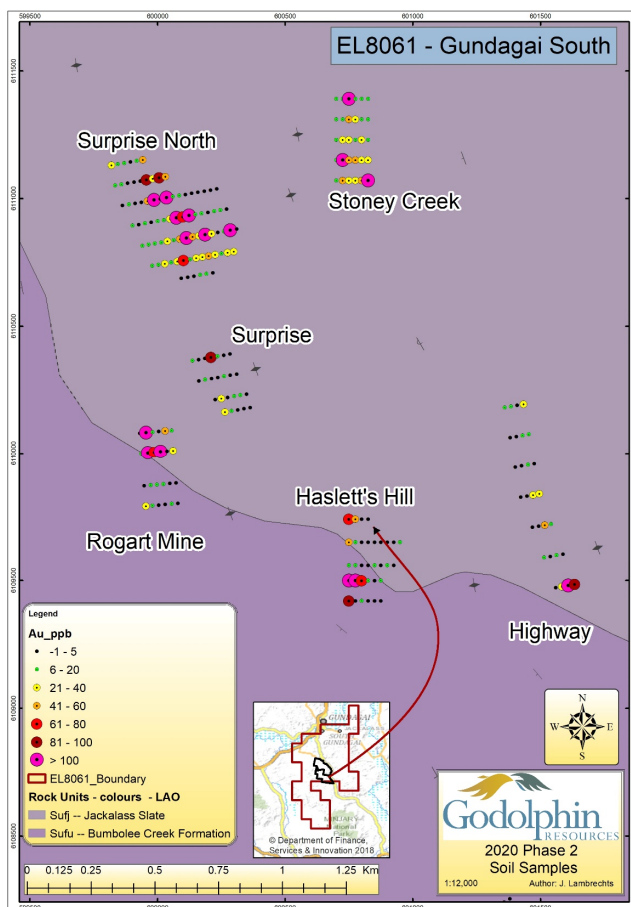 599500 600000 600500 601000 601500
EL8061 - Gundagai South
6111500
Surprise North
6111000
Stoney Creek
6110500
Surprise
6110000
Haslett's Hill
Rogart Mine
6109500
Highway
Legend
Au_ppb
-1 - 5
6 - 20
21 - 40
41 - 60
61 - 80
81 - 100
> 100
EL8061_Boundary
Rock Units - colours - LAO
Sufj -- Jackalass Slate
Sufu -- Bumbolee Creek Formation
6109000
GUNDAGAI
SOUTH
GUNDAGAI
National
Park
© Department of Finance,
Services & Innovation 2018
N
W E
S
Godolphin
RESOURCES
2020 Phase 2
Soil Samples
1:12,000 Author: J. Lambrechts
6108500
0 0.125 0.25 0.5 0.75 1 1.25 Km